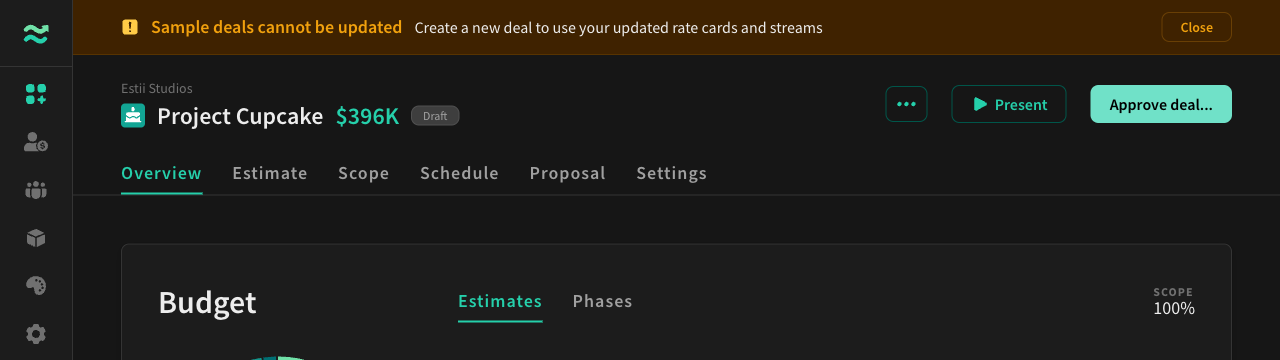 Sample deals cannot be updated Create a new deal to use your updated rate cards and streams Close
Estii Studios
Project Cupcake $396K Draft
Present
Approve deal...
Overview Estimate Scope Schedule Proposal Settings
Budget
Estimates Phases
SCOPE
100%